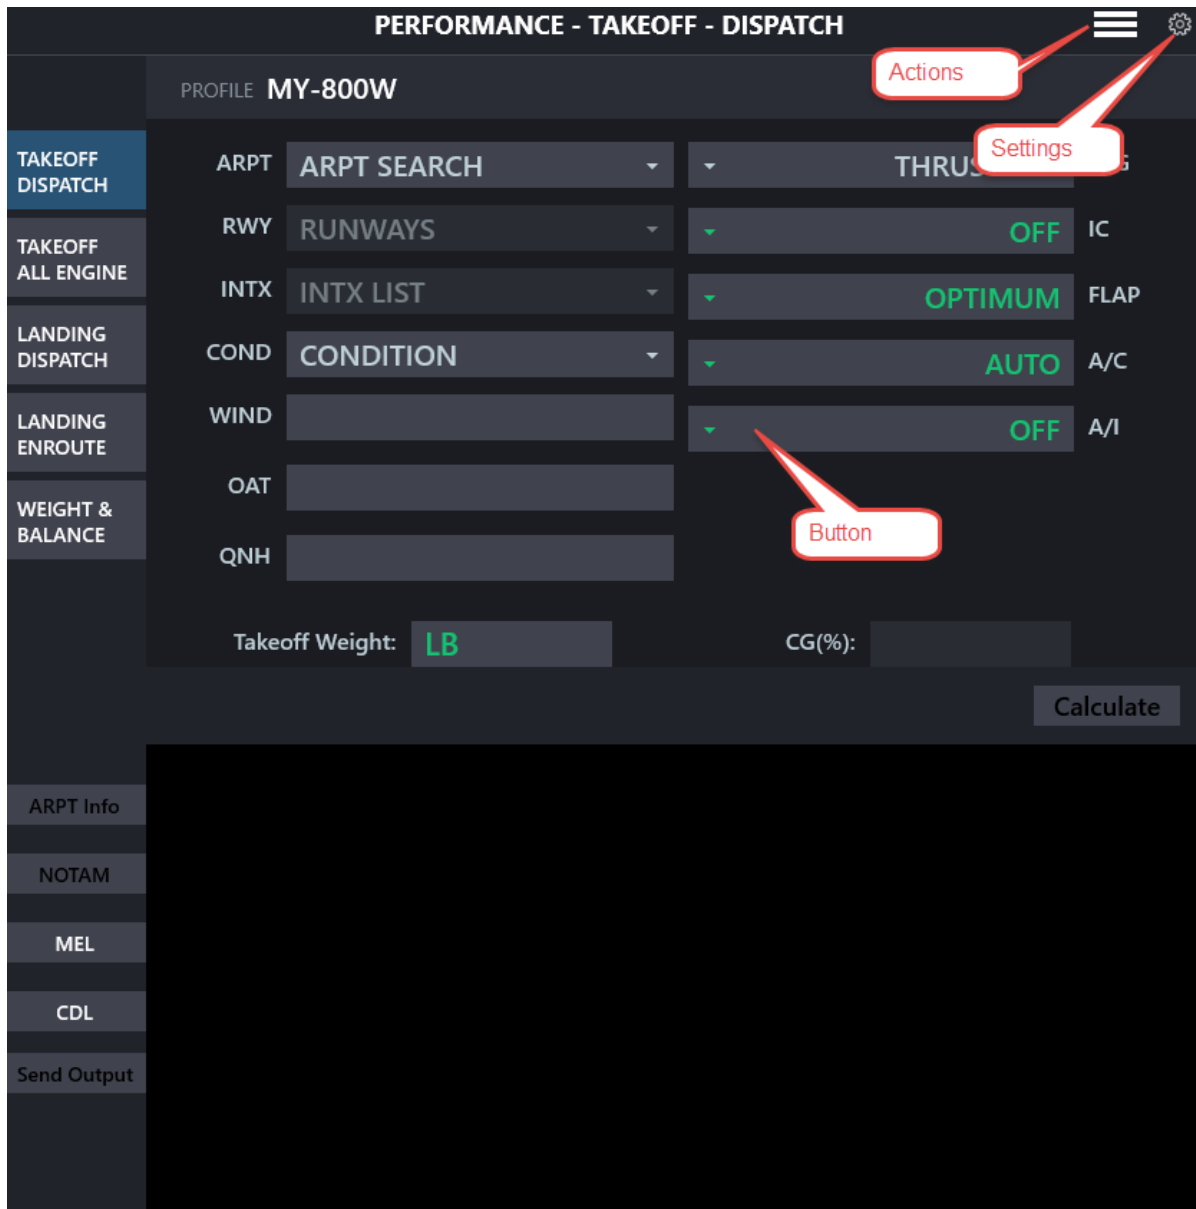 PERFORMANCE - TAKEOFF - DISPATCH
Actions
PROFILE MY-800W
Settings
TAKEOFF
DISPATCH
ARPT ARPT SEARCH
RWY RUNWAYS OFF IC
TAKEOFF
ALL ENGINE
INTX INTX LIST OPTIMUM FLAP
LANDING
DISPATCH
COND CONDITION AUTO A/C
WIND OFF A/I
LANDING
ENROUTE
OAT
WEIGHT &
BALANCE
Button
QNH
Takeoff Weight: LB CG(%):
Calculate
ARPT Info
NOTAM
MEL
CDL
Send Output